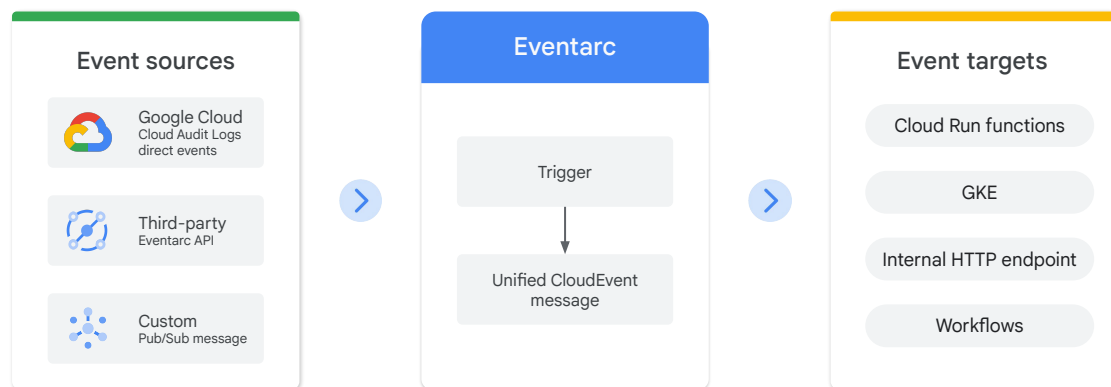 Event sources
Google Cloud
Cloud Audit Logs
direct events
Third-party
Eventarc API
Custom
Pub/Sub message
Eventarc
Trigger
Unified CloudEvent
message
Event targets
Cloud Run functions
GKE
Internal HTTP endpoint
Workflows